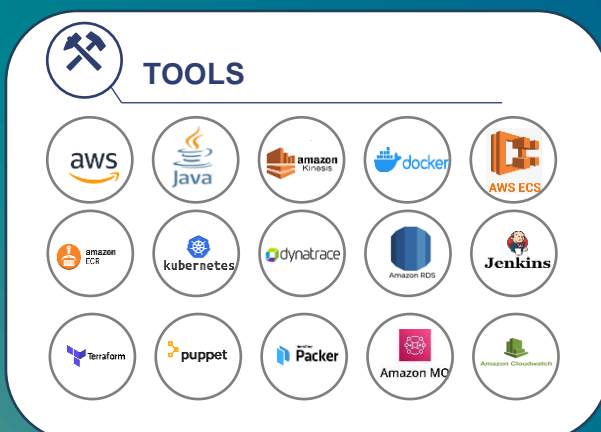 TOOLS
aws
Java
amazon
Kinesis
docker
AWS ECS
amazon
ECR
kubernetes
dynatrace
Amazon RDS
Jenkins
Terraform
puppet
Packer
Amazon MQ
Amazon Cloudwatch